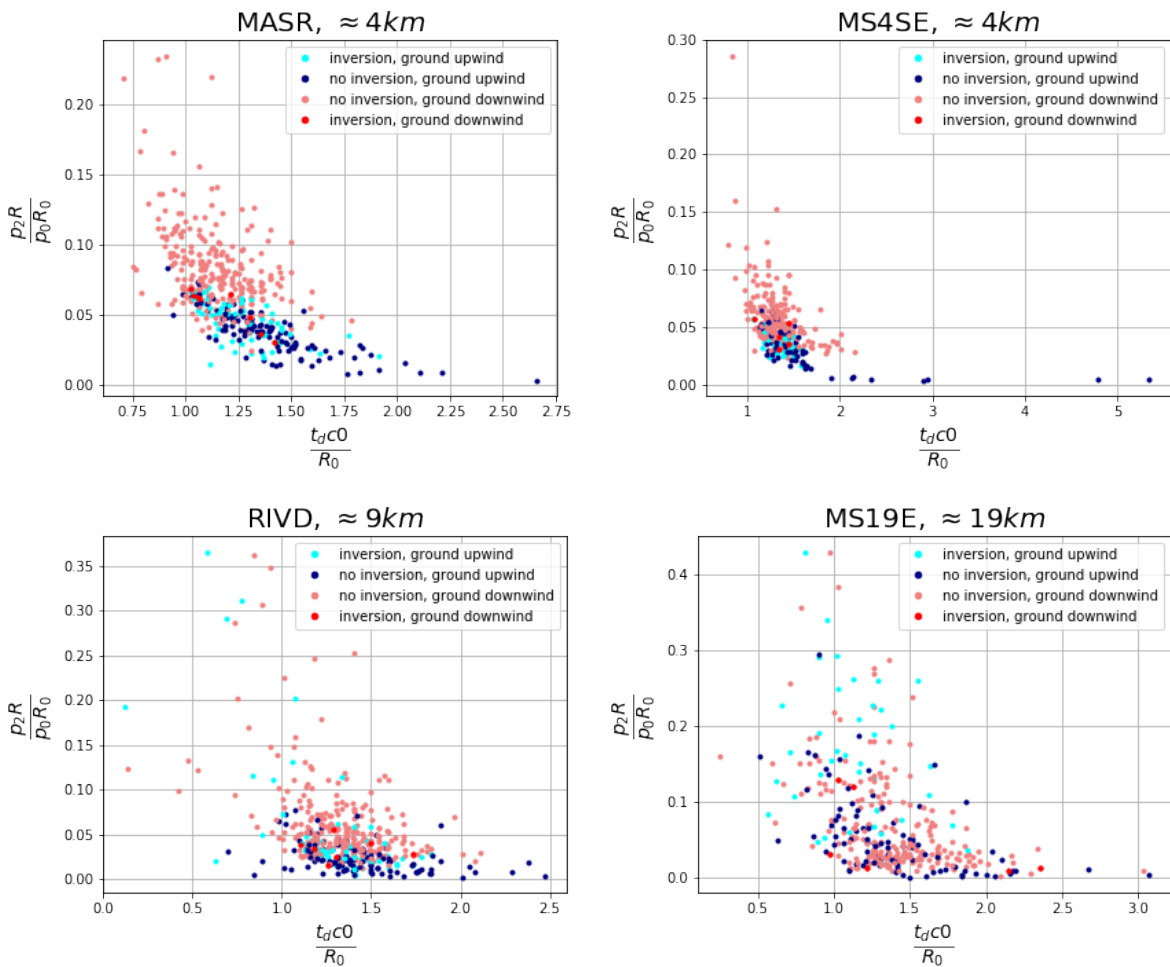 MASR, ≈ 4km
inversion, ground upwind
no inversion, ground upwind
no inversion, ground downwind
inversion, ground downwind
0.20
0.15
0.10
0.05
0.00
0.75 1.00 1.25 1.50 1.75 2.00 2.25 2.50 2.75
p₂R
p₀R₀
t_dc0
R₀
MS4SE, ≈ 4km
inversion, ground upwind
no inversion, ground upwind
no inversion, ground downwind
inversion, ground downwind
0.30
0.25
0.20
0.15
0.10
0.05
0.00
1 2 3 4 5
p₂R
p₀R₀
t_dc0
R₀
RIVD, ≈ 9km
inversion, ground upwind
no inversion, ground upwind
no inversion, ground downwind
inversion, ground downwind
0.35
0.30
0.25
0.20
0.15
0.10
0.05
0.00
0.0 0.5 1.0 1.5 2.0 2.5
p₂R
p₀R₀
t_dc0
R₀
MS19E, ≈ 19km
inversion, ground upwind
no inversion, ground upwind
no inversion, ground downwind
inversion, ground downwind
0.4
0.3
0.2
0.1
0.0
0.5 1.0 1.5 2.0 2.5 3.0
p₂R
p₀R₀
t_dc0
R₀